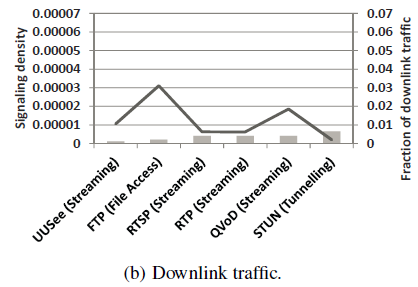 0.00007
0.00006
0.00005
0.00004
0.00003
0.00002
0.00001
0
Signaling density
0.07
0.06
0.05
0.04
0.03
0.02
0.01
0
Fraction of downlink traffic
UUSee (Streaming)
FTP (File Access)
RTSP (Streaming)
RTP (Streaming)
QVoD (Streaming)
STUN (Tunnelling)
(b) Downlink traffic.